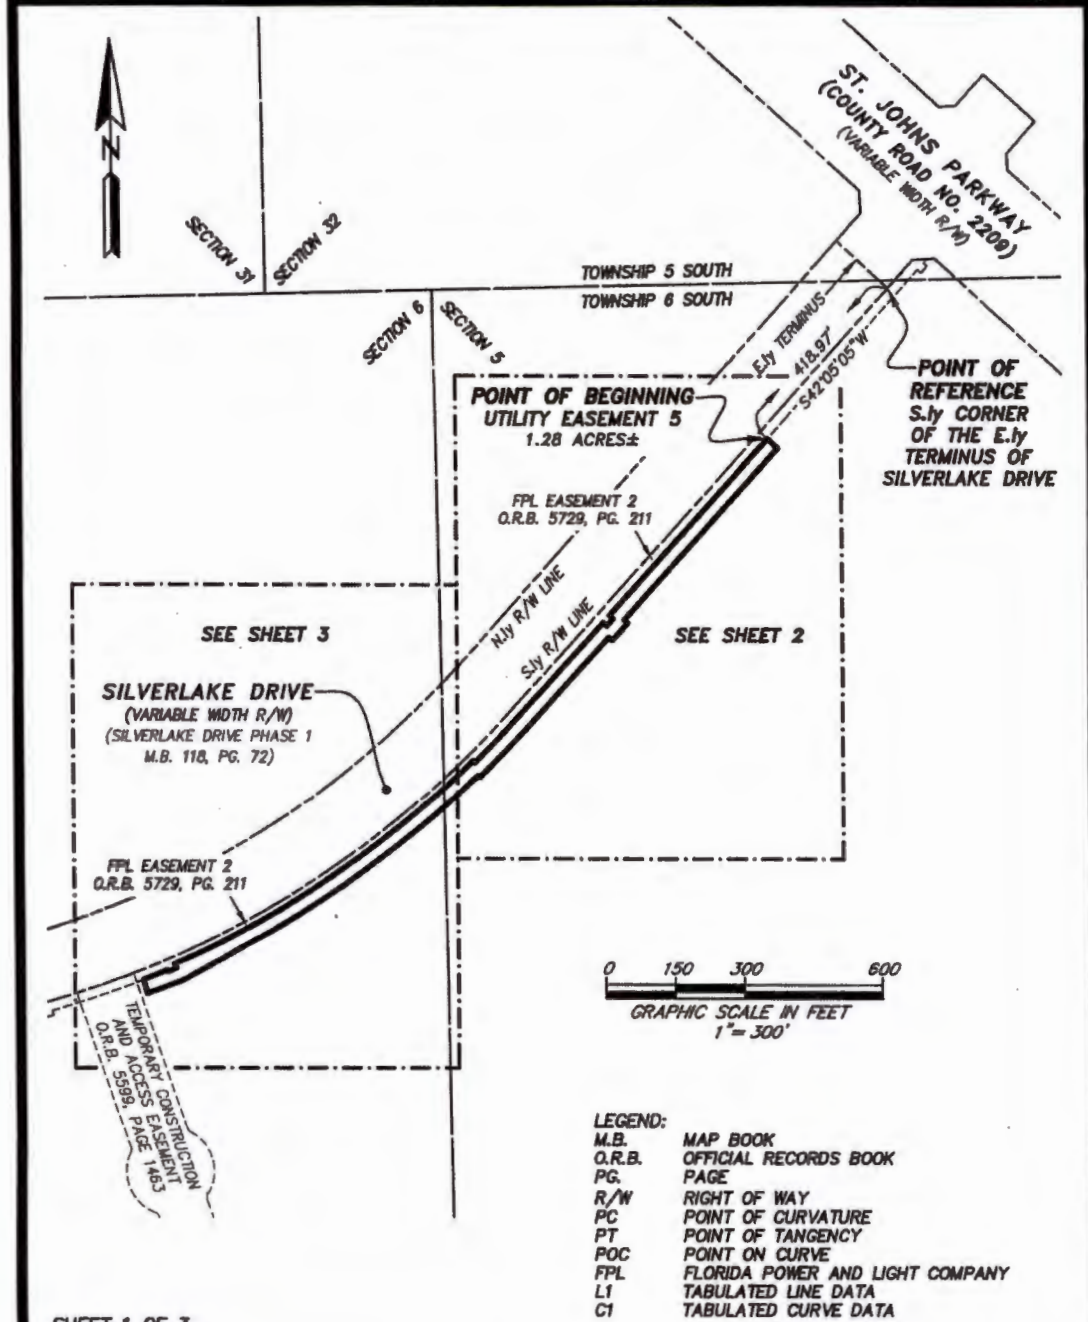 N
ST. JOHNS PARKWAY
(COUNTY ROAD NO. 2209)
(VARIABLE WIDTH R/W)
SECTION 31
SECTION 32
TOWNSHIP 5 SOUTH
TOWNSHIP 6 SOUTH
SECTION 6
SECTION 5
E.ly TERMINUS
418.97'
S42°05'05"W
POINT OF
REFERENCE
S.ly CORNER
OF THE E.ly
TERMINUS OF
SILVERLAKE DRIVE
POINT OF BEGINNING
UTILITY EASEMENT 5
1.28 ACRES±
FPL EASEMENT 2
O.R.B. 5729, PG. 211
N.ly R/W LINE
S.ly R/W LINE
SEE SHEET 3
SEE SHEET 2
SILVERLAKE DRIVE
(VARIABLE WIDTH R/W)
(SILVERLAKE DRIVE PHASE 1
M.B. 118, PG. 72)
FPL EASEMENT 2
O.R.B. 5729, PG. 211
TEMPORARY CONSTRUCTION
AND ACCESS EASEMENT
O.R.B. 5599, PAGE 1463
0 150 300 600
GRAPHIC SCALE IN FEET
1"= 300'
LEGEND:
M.B. MAP BOOK
O.R.B. OFFICIAL RECORDS BOOK
PG. PAGE
R/W RIGHT OF WAY
PC POINT OF CURVATURE
PT POINT OF TANGENCY
POC POINT ON CURVE
FPL FLORIDA POWER AND LIGHT COMPANY
L1 TABULATED LINE DATA
C1 TABULATED CURVE DATA
SHEET 1 OF 3